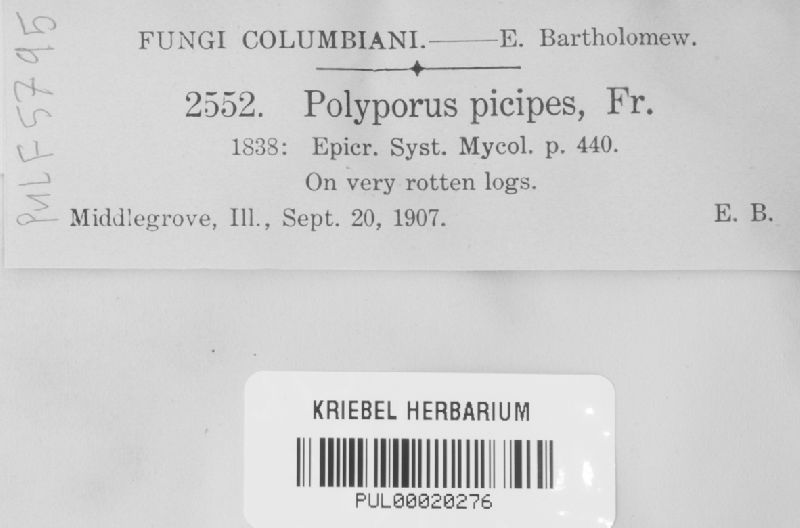 FUNGI COLUMBIANI.——E. Bartholomew.
2552. Polyporus picipes, Fr.
1838: Epicr. Syst. Mycol. p. 440.
On very rotten logs.
Middlegrove, Ill., Sept. 20, 1907. E. B.
PULF5795
KRIEBEL HERBARIUM
PUL00020276